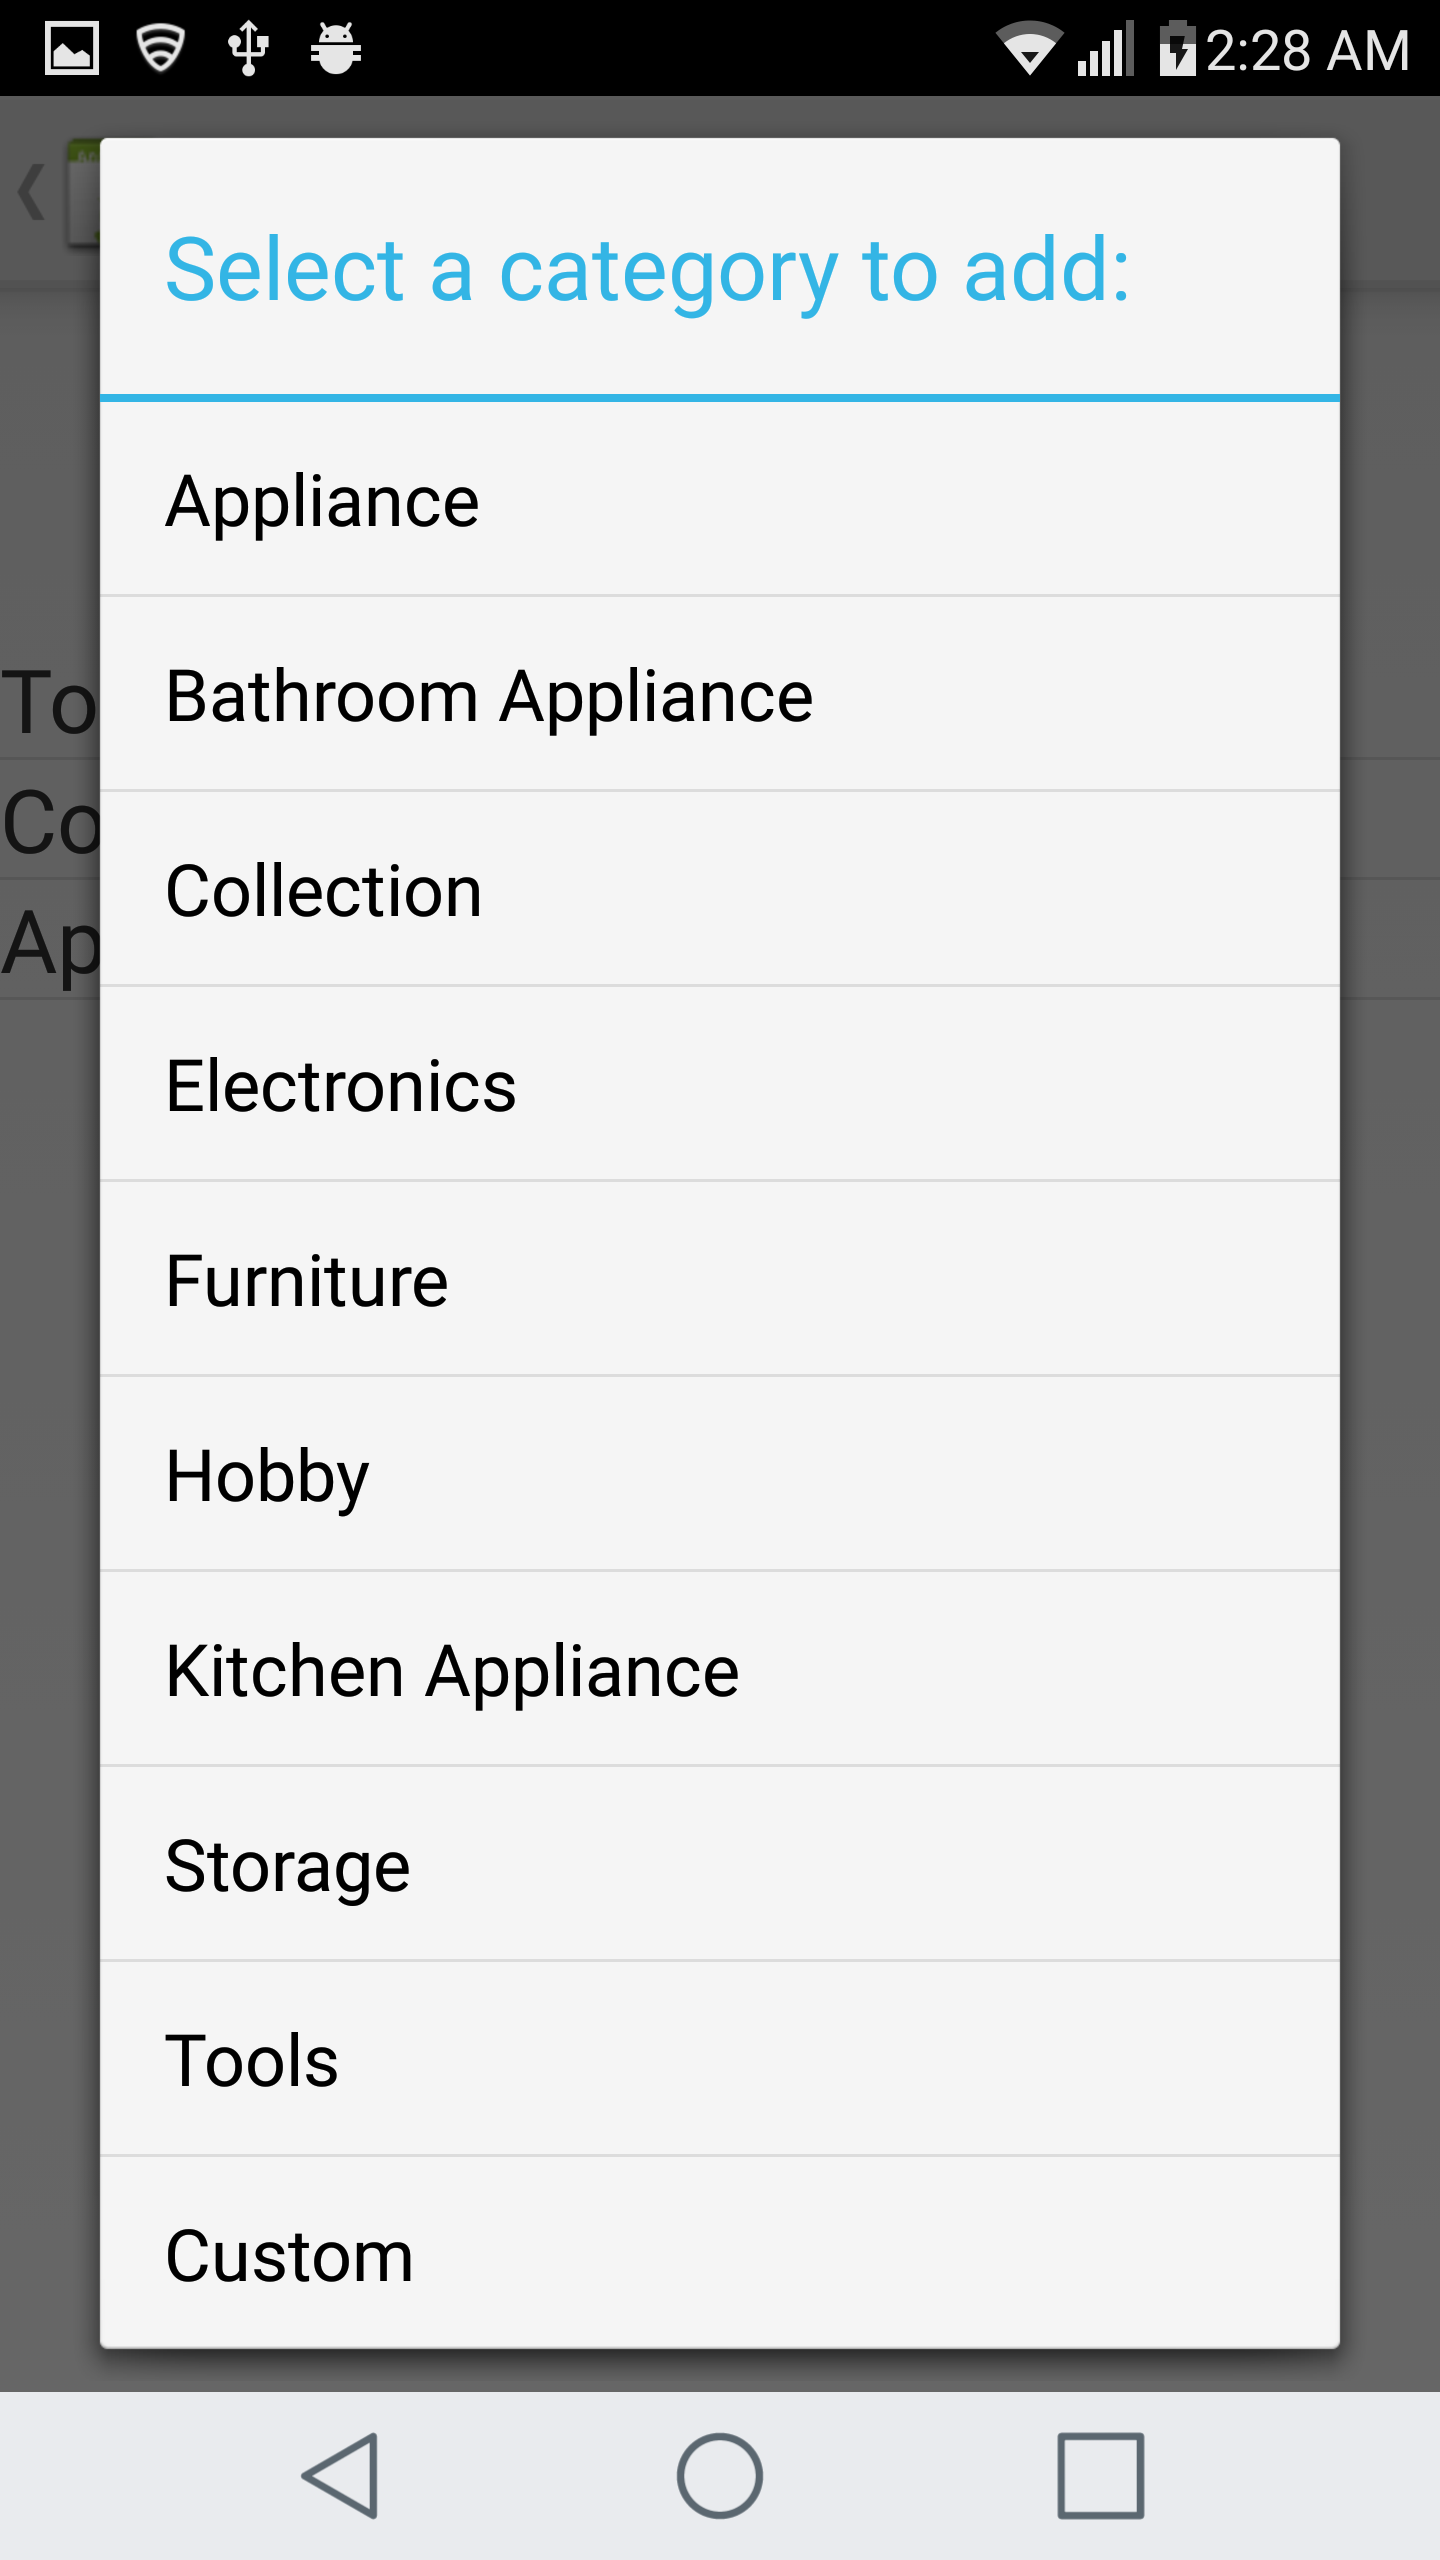 2:28 AM
Select a category to add:
Appliance
Bathroom Appliance
To
Collection
Co
Ap
Electronics
Furniture
Hobby
Kitchen Appliance
Storage
Tools
Custom